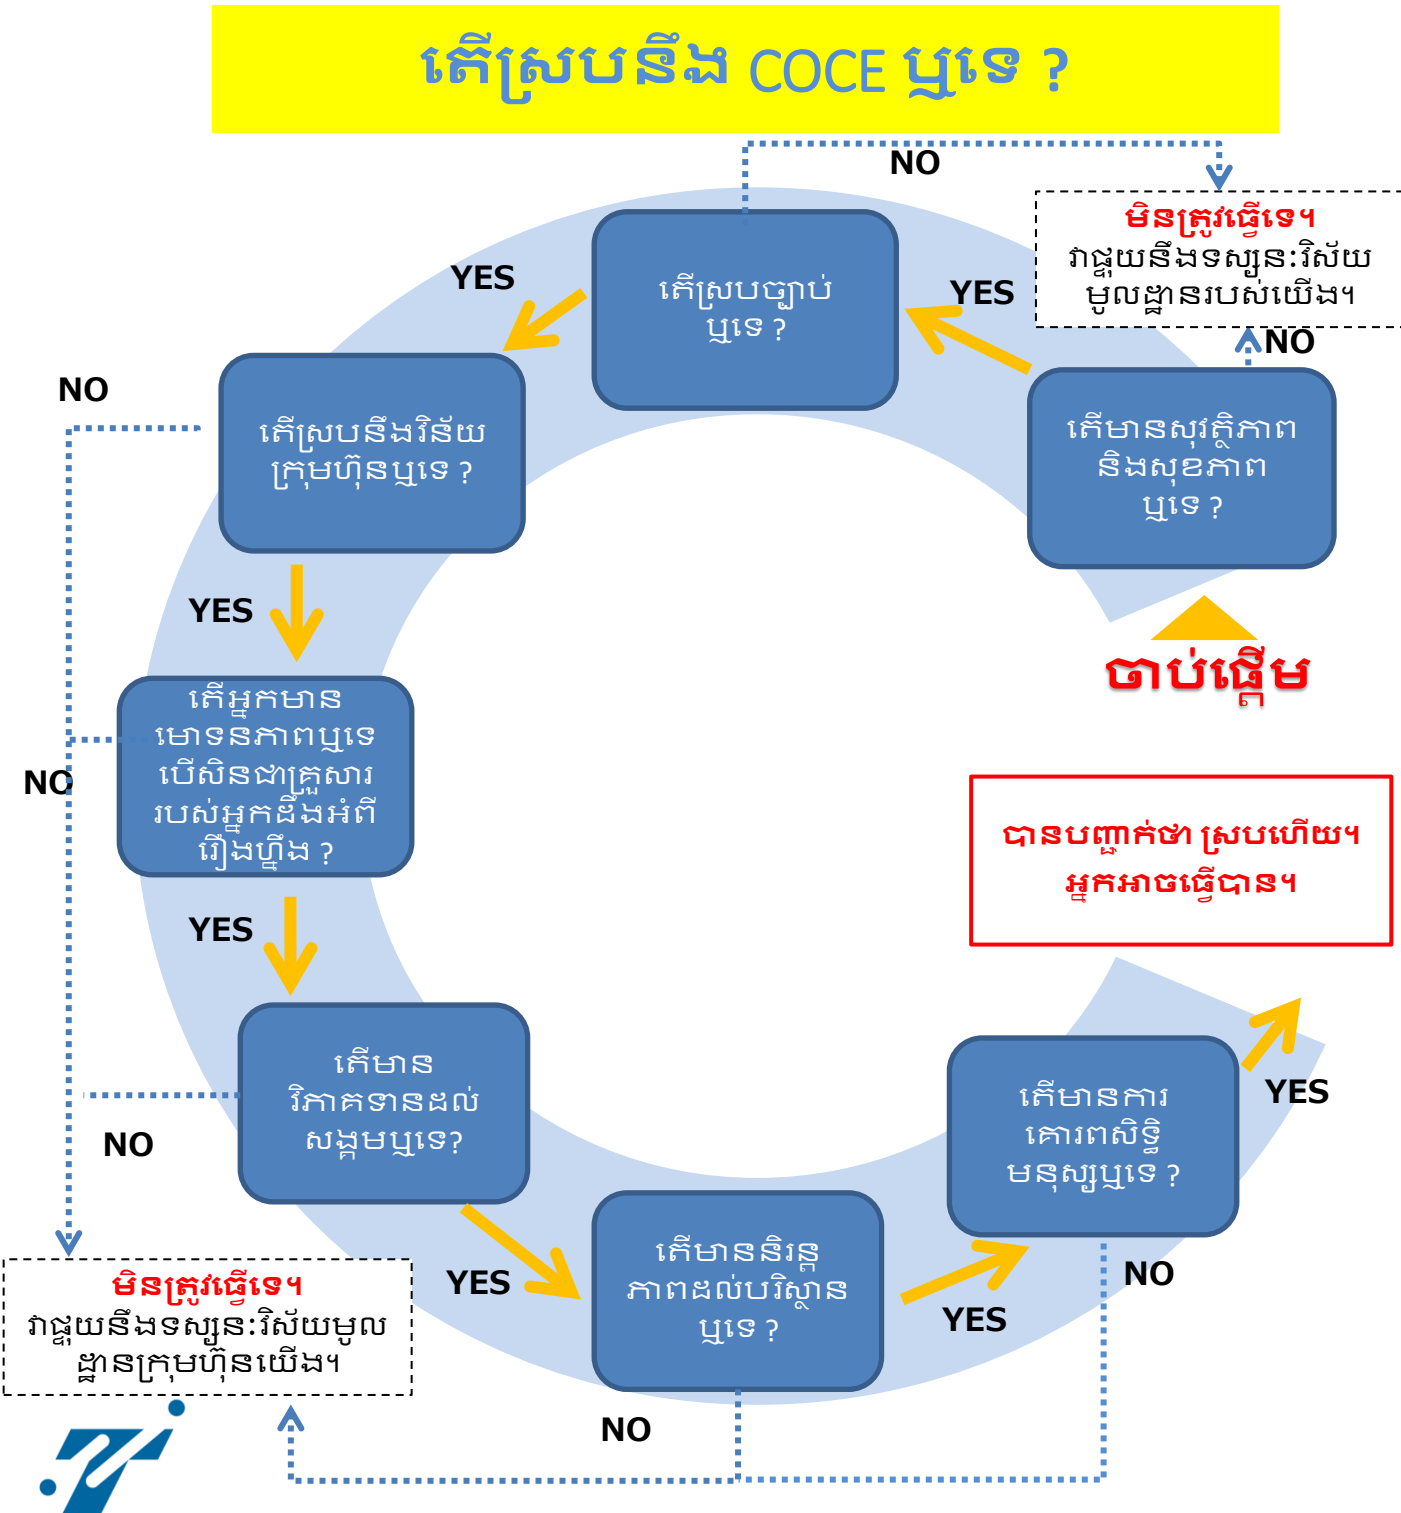 តើស្របនឹង COCE ឬទេ ?
NO
មិនត្រូវធ្វើទេ។
វាផ្ទុយនឹងទស្សនៈវិស័យ
មូលដ្ឋានរបស់យើង។
NO
តើមានសុវត្ថិភាព
និងសុខភាព
ឬទេ ?
ចាប់ផ្ដើម
YES
តើស្របច្បាប់
ឬទេ ?
YES
តើស្របនឹងវិន័យ
ក្រុមហ៊ុនឬទេ ?
NO
YES
តើអ្នកមាន
មោទនភាពឬទេ
បើសិនជាគ្រួសារ
របស់អ្នកដឹងអំពី
រឿងហ្នឹង ?
NO
YES
តើមាន
វិភាគទានដល់
សង្គមឬទេ?
NO
YES
តើមាននិរន្ត
ភាពដល់បរិស្ថាន
ឬទេ ?
NO
YES
តើមានការ
គោរពសិទ្ធិ
មនុស្សឬទេ ?
NO
YES
បានបញ្ជាក់ថា ស្របហើយ។
អ្នកអាចធ្វើបាន។
មិនត្រូវធ្វើទេ។
វាផ្ទុយនឹងទស្សនៈវិស័យមូល
ដ្ឋានក្រុមហ៊ុនយើង។